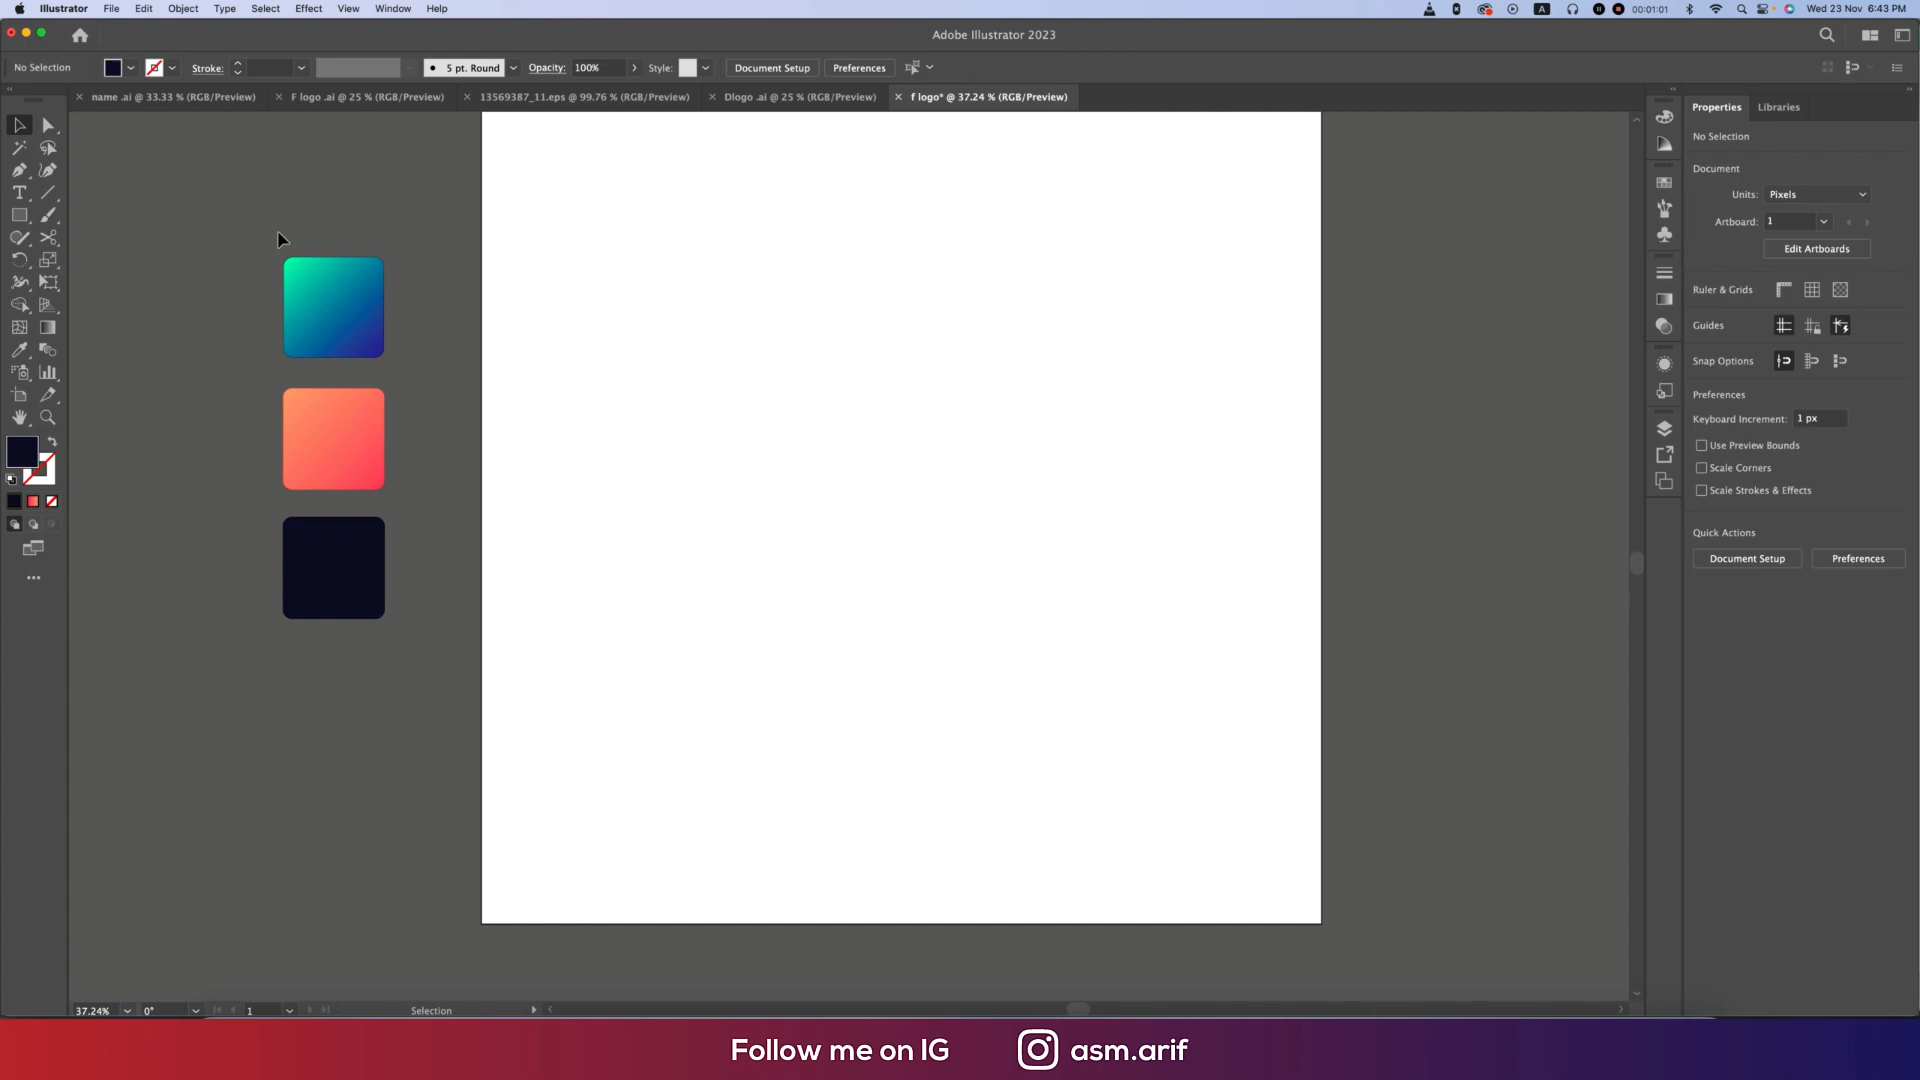 Illustrator File Edit Object Type Select Effect View Window Help A 00:01:01 Wed 23 Nov 6:43 PM
Adobe Illustrator 2023
No Selection Stroke: 5 pt. Round Opacity: 100% Style: Document Setup Preferences
name .ai @ 33.33 % (RGB/Preview) F logo .ai @ 25 % (RGB/Preview) 13569387_11.eps @ 99.76 % (RGB/Preview) Dlogo .ai @ 25 % (RGB/Preview) f logo* @ 37.24 % (RGB/Preview)
Properties Libraries
No Selection
Document
Units: Pixels
Artboard: 1
Edit Artboards
Ruler & Grids
Guides
Snap Options
Preferences
Keyboard Increment: 1 px
Use Preview Bounds
Scale Corners
Scale Strokes & Effects
Quick Actions
Document Setup Preferences
37.24% 0° 1 Selection
Follow me on IG asm.arif